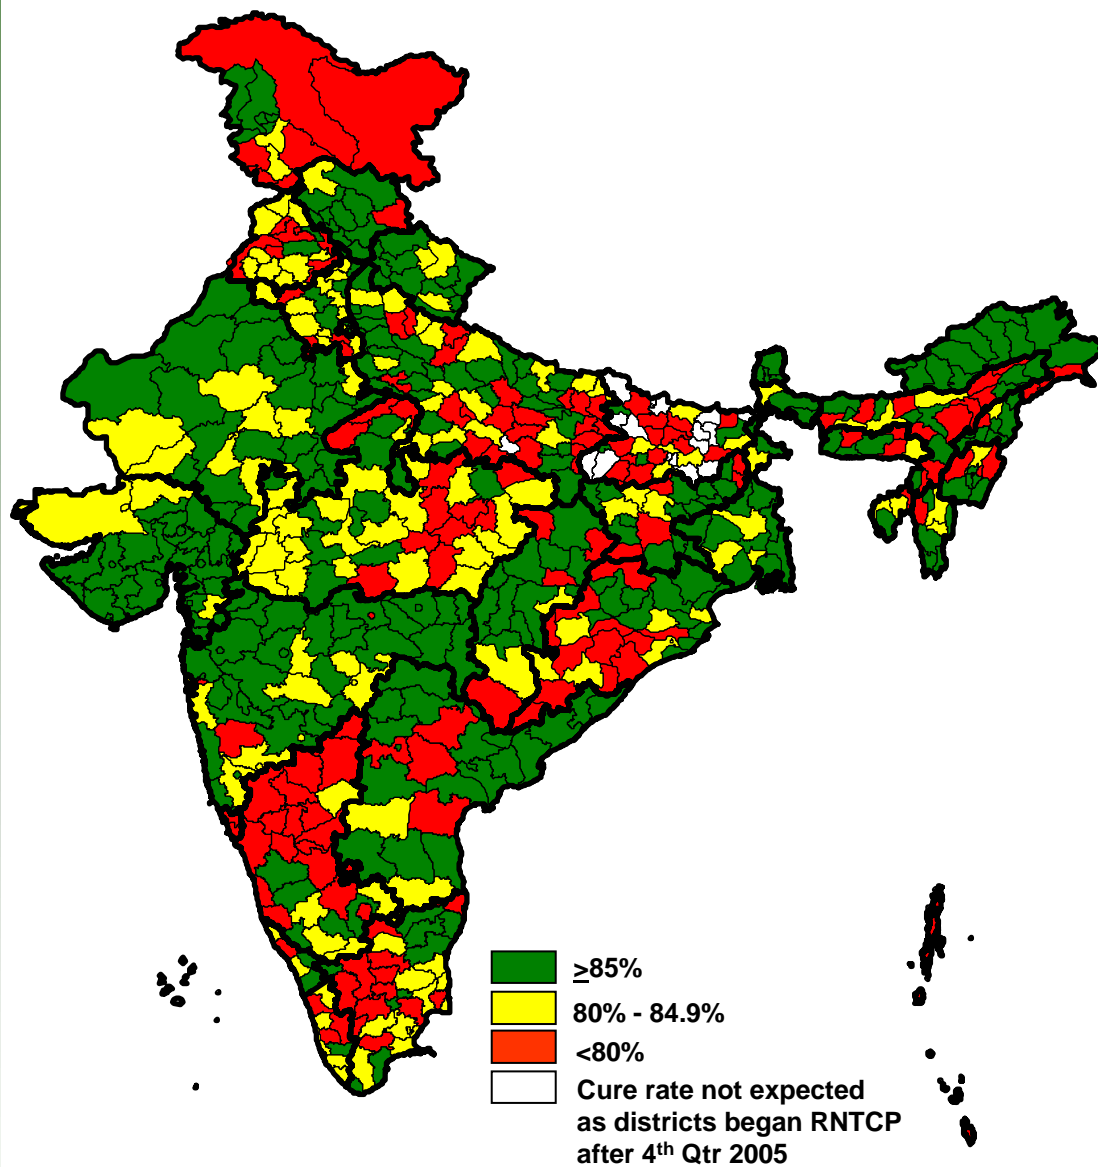 ≥85%
80% - 84.9%
<80%
Cure rate not expected
as districts began RNTCP
after 4th Qtr 2005